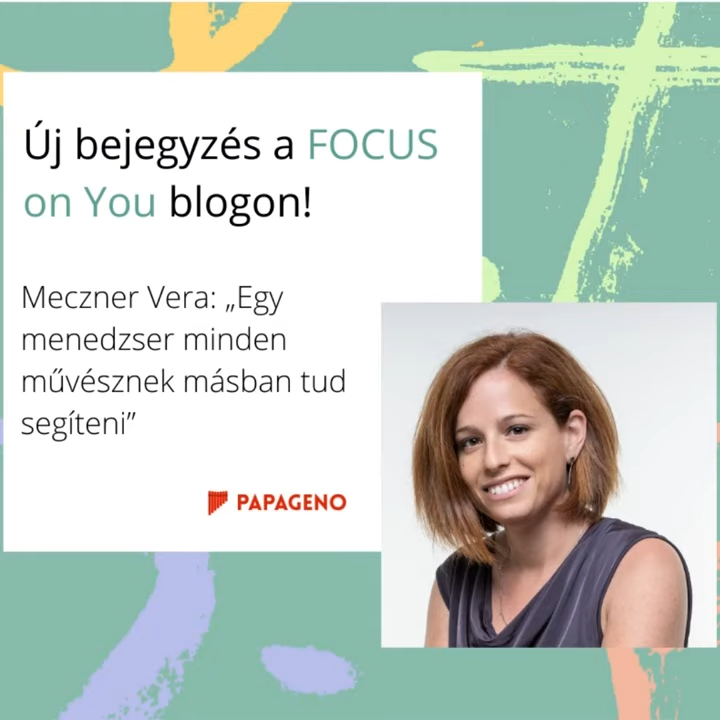 Új bejegyzés a FOCUS
on You blogon!
Meczner Vera: „Egy
menedzser minden
művésznek másban tud
segíteni”
PAPAGENO